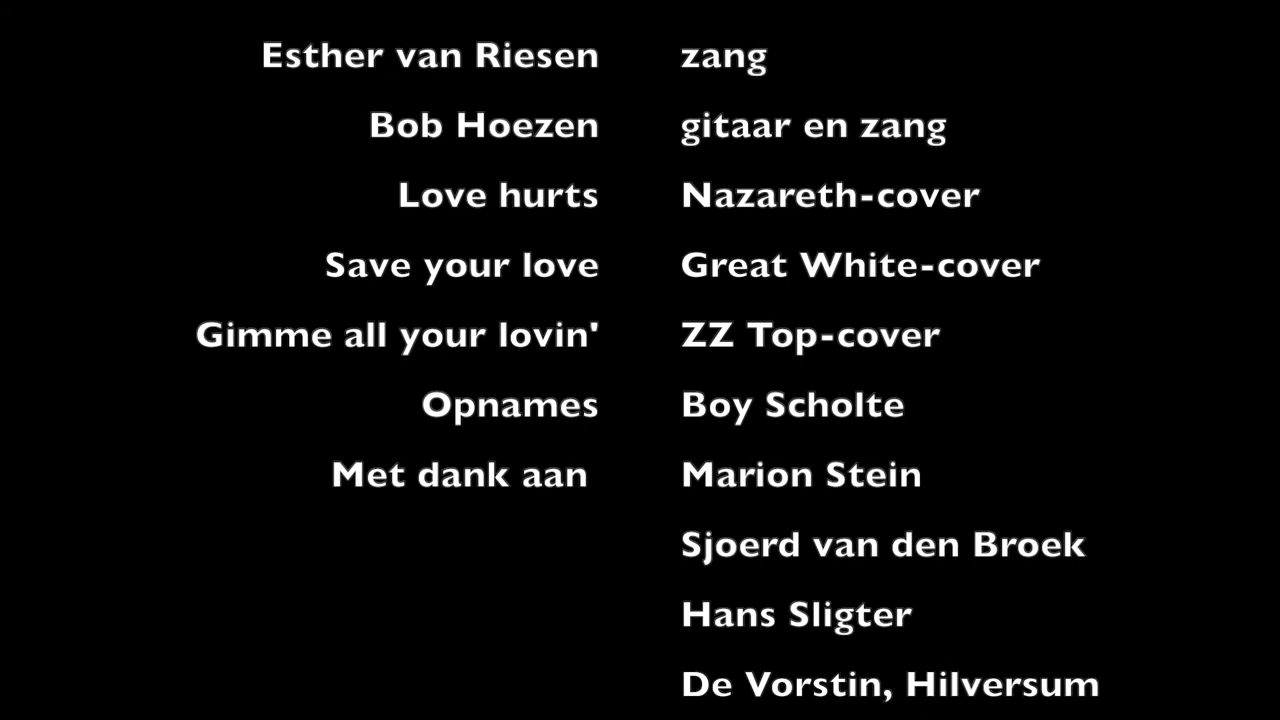 Esther van Riesen zang
Bob Hoezen gitaar en zang
Love hurts Nazareth-cover
Save your love Great White-cover
Gimme all your lovin' ZZ Top-cover
Opnames Boy Scholte
Met dank aan Marion Stein
Sjoerd van den Broek
Hans Sligter
De Vorstin, Hilversum